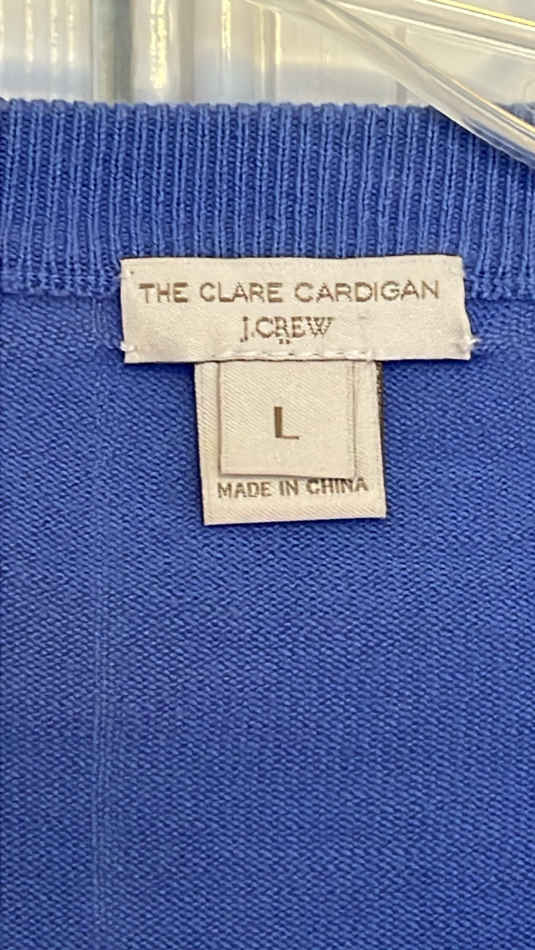 THE CLARE CARDIGAN
J.CREW
L
MADE IN CHINA